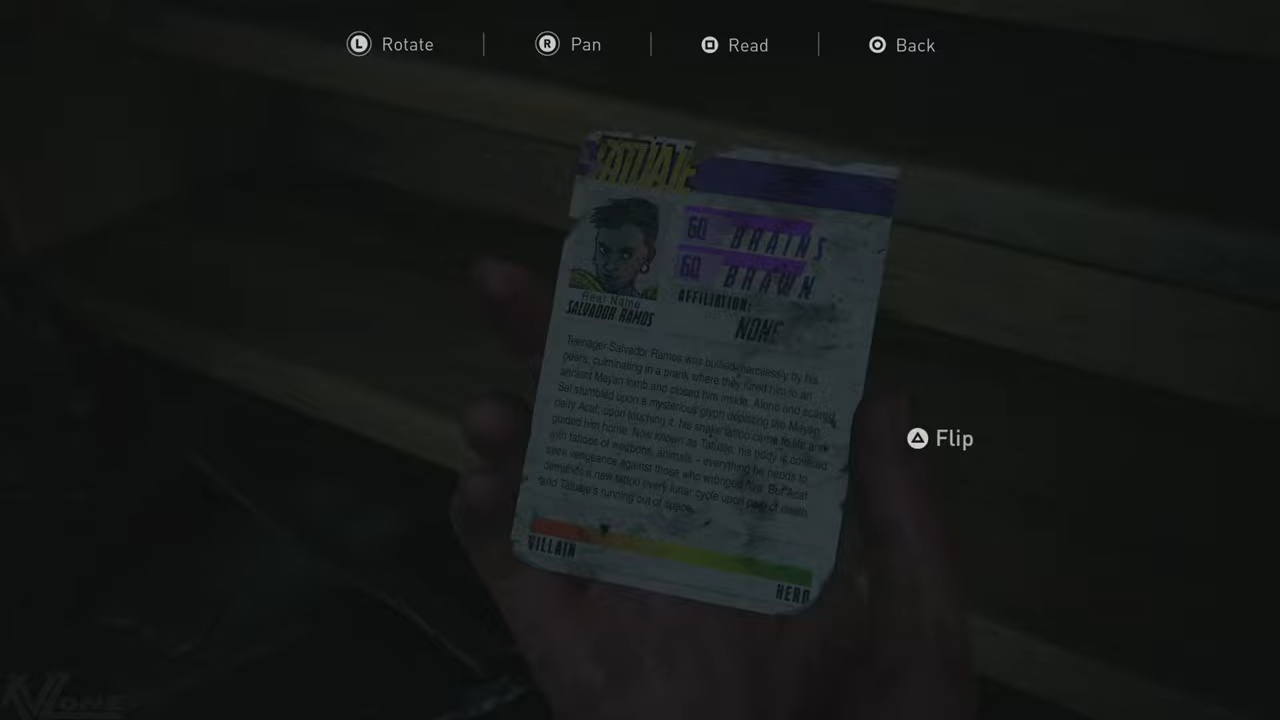 L Rotate
R Pan
Read
Back
TATUAJE
60 BRAINS
60 BRAWN
AFFILIATION:
NONE
Real Name
SALVADOR RAMOS
Teenager Salvador Ramos was bullied mercilessly by his
peers, culminating in a prank where they lured him to an
ancient Mayan tomb and closed him inside. Alone and scared,
Sal stumbled upon a mysterious glyph depicting the Mayan
deity Acat; upon touching it, his snake tattoo came to life and
guided him home. Now known as Tatuaje, his body is covered
with tattoos of weapons, animals - everything he needs to
seek vengeance against those who wronged him. But Acat
demands a new tattoo every lunar cycle upon pain of death,
and Tatuaje's running out of space.
Flip
VILLAIN
HERO
KVZONE